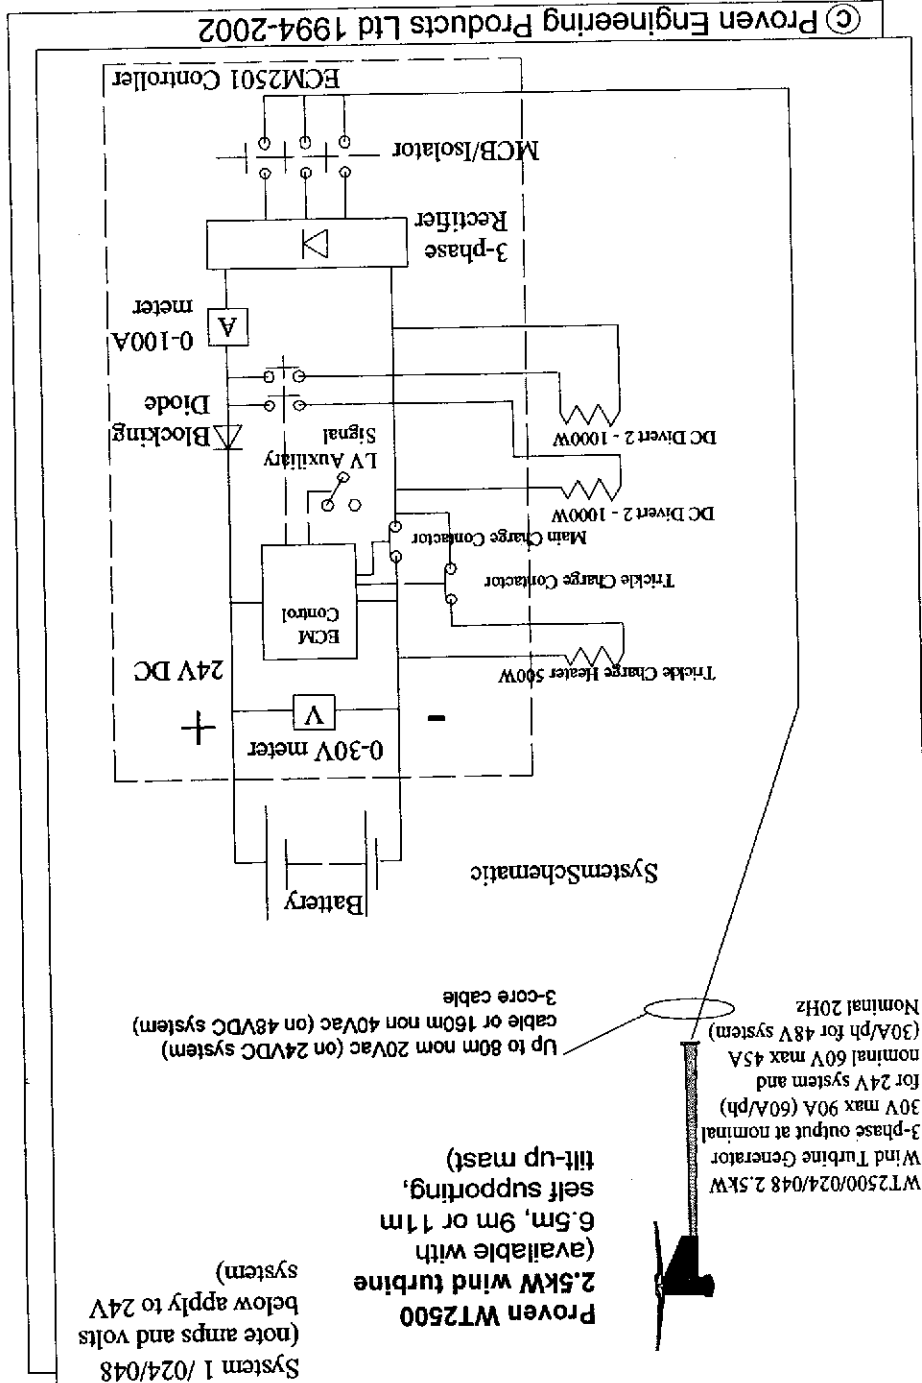 System 1 /024/048
(note amps and volts
below apply to 24V
system)
Proven WT2500
2.5kW wind turbine
(available with
6.5m, 9m or 11m
self supporting,
tilt-up mast)
WT2500/024/048 2.5KW
Wind Turbine Generator
3-phase output at nominal
30V max 90A (60A/ph)
for 24V system and
nominal 60V max 45A
(30A/ph for 48V system)
Nominal 20Hz
Up to 80m nom 20Vac (on 24VDC system)
cable or 160m non 40Vac (on 48VDC system)
3-core cable
SystemSchematic
Battery
0-30V meter
V
-
+
24V DC
Trickle Charge Heater 500W
ECM
Control
Trickle Charge Contactor
Main Charge Contactor
LV Auxiliary
Signal
DC Divert 2 - 1000W
Blocking
Diode
DC Divert 2 - 1000W
0-100A
meter
A
3-phase
Rectifier
MCB/Isolator
ECM2501 Controller
© Proven Engineering Products Ltd 1994-2002